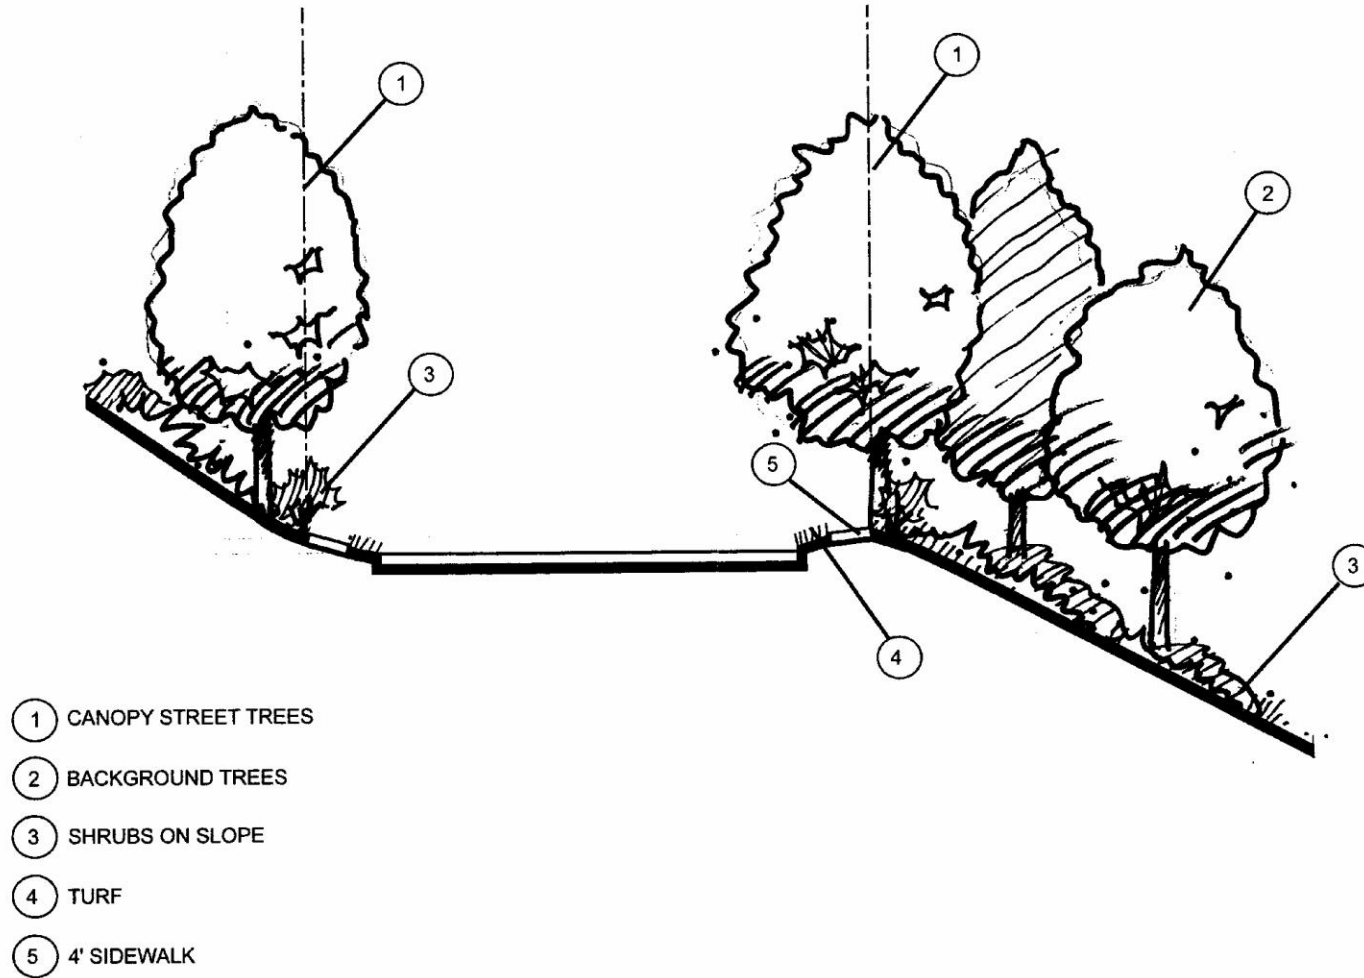 1
1
2
3
5
3
4
1 CANOPY STREET TREES
2 BACKGROUND TREES
3 SHRUBS ON SLOPE
4 TURF
5 4' SIDEWALK